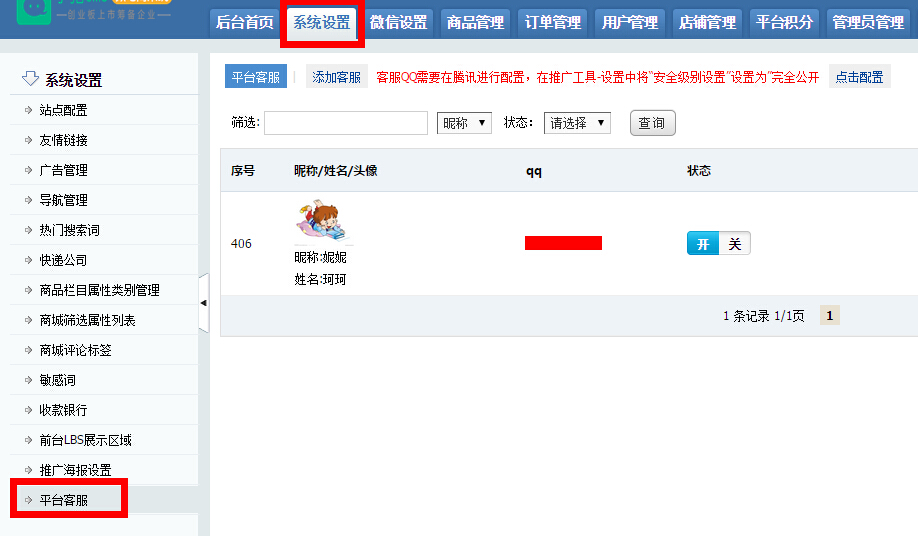 创业板上市筹备企业
后台首页 系统设置 微信设置 商品管理 订单管理 用户管理 店铺管理 平台积分 管理员管理
系统设置
站点配置
友情链接
广告管理
导航管理
热门搜索词
快递公司
商品栏目属性类别管理
商城筛选属性列表
商城评论标签
敏感词
收款银行
前台LBS展示区域
推广海报设置
平台客服
平台客服 添加客服 客服QQ需要在腾讯进行配置，在推广工具-设置中将“安全级别设置”设置为”完全公开 点击配置
筛选: 昵称 状态: 请选择 查询
序号 昵称/姓名/头像 qq 状态
406 开 关
昵称:妮妮
姓名:珂珂
1 条记录 1/1页 1